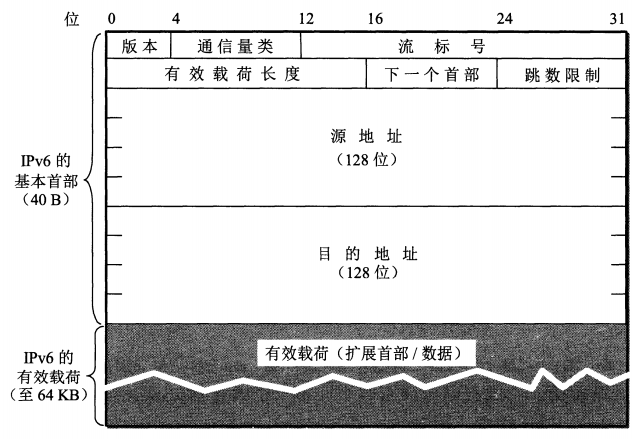 位 0 4 12 16 24 31
版本 通信量类 流标号
有效载荷长度 下一个首部 跳数限制
源地址
(128 位)
IPv6 的
基本首部
(40 B)
目的地址
(128 位)
有效载荷(扩展首部/数据)
IPv6 的
有效载荷
(至 64 KB)